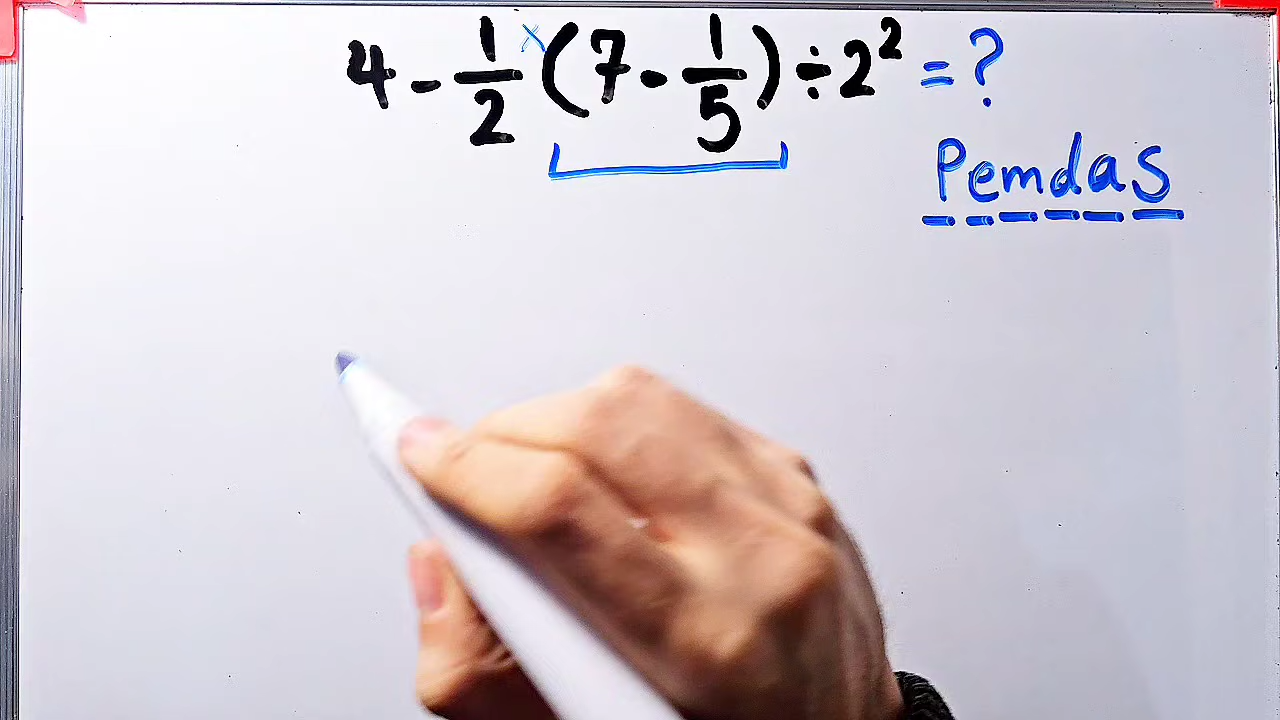 4 - 1/2 × (7 - 1/5) ÷ 2² = ?
Pemdas